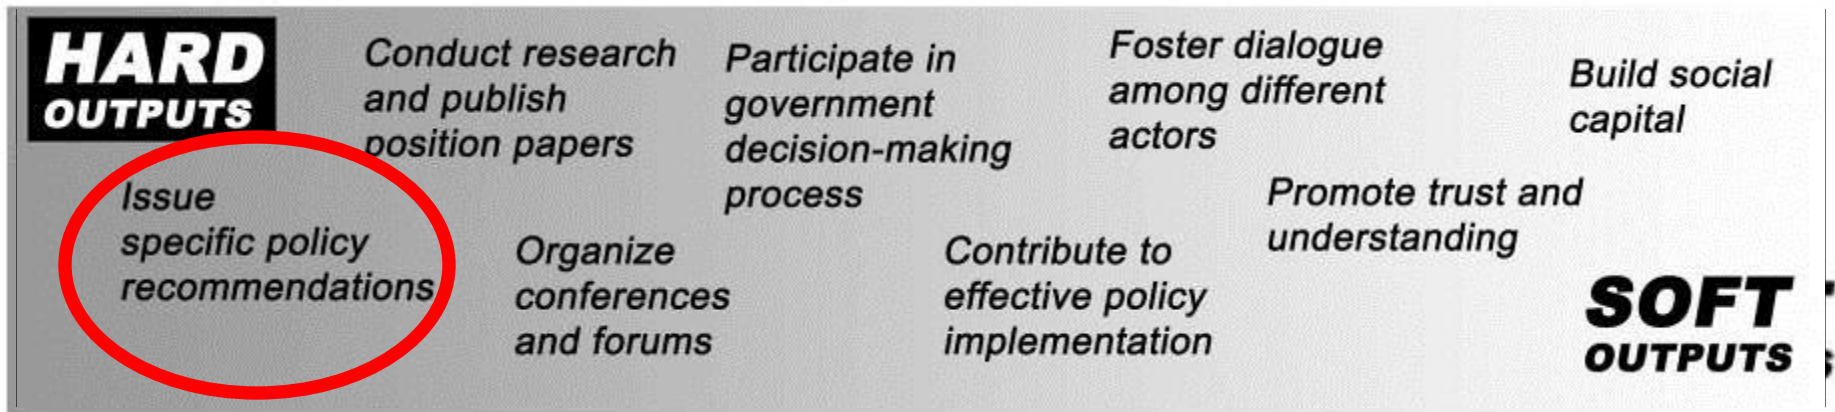 HARD
OUTPUTS
Issue
specific policy
recommendations
Conduct research
and publish
position papers
Organize
conferences
and forums
Participate in
government
decision-making
process
Contribute to
effective policy
implementation
Foster dialogue
among different
actors
Promote trust and
understanding
Build social
capital
SOFT
OUTPUTS